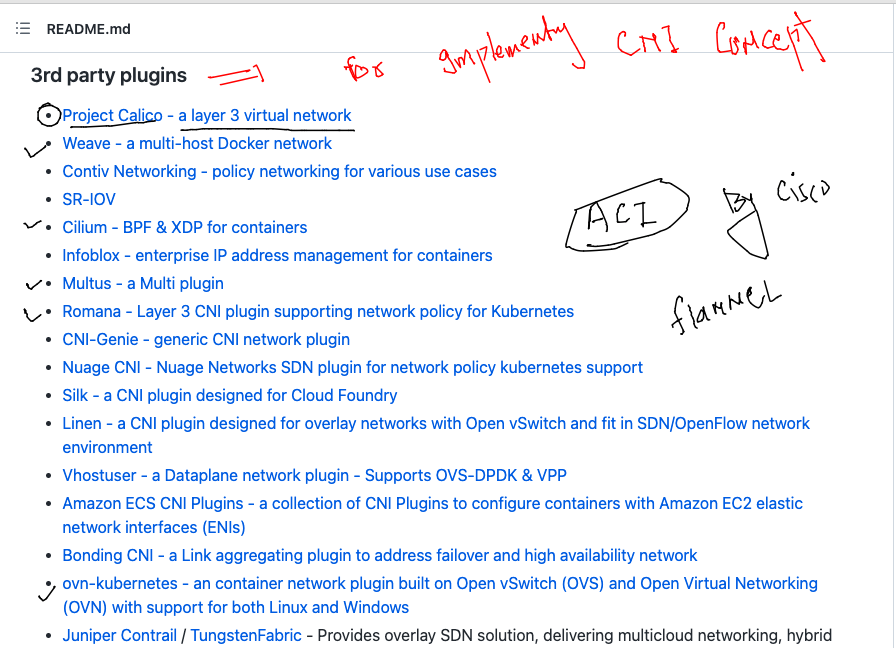 README.md
3rd party plugins
for implementy CNI Concept
Project Calico - a layer 3 virtual network
Weave - a multi-host Docker network
Contiv Networking - policy networking for various use cases
SR-IOV
ACI
By Cisco
Cilium - BPF & XDP for containers
Infoblox - enterprise IP address management for containers
Multus - a Multi plugin
flannel
Romana - Layer 3 CNI plugin supporting network policy for Kubernetes
CNI-Genie - generic CNI network plugin
Nuage CNI - Nuage Networks SDN plugin for network policy kubernetes support
Silk - a CNI plugin designed for Cloud Foundry
Linen - a CNI plugin designed for overlay networks with Open vSwitch and fit in SDN/OpenFlow network
environment
Vhostuser - a Dataplane network plugin - Supports OVS-DPDK & VPP
Amazon ECS CNI Plugins - a collection of CNI Plugins to configure containers with Amazon EC2 elastic
network interfaces (ENIs)
Bonding CNI - a Link aggregating plugin to address failover and high availability network
ovn-kubernetes - an container network plugin built on Open vSwitch (OVS) and Open Virtual Networking
(OVN) with support for both Linux and Windows
Juniper Contrail / TungstenFabric - Provides overlay SDN solution, delivering multicloud networking, hybrid